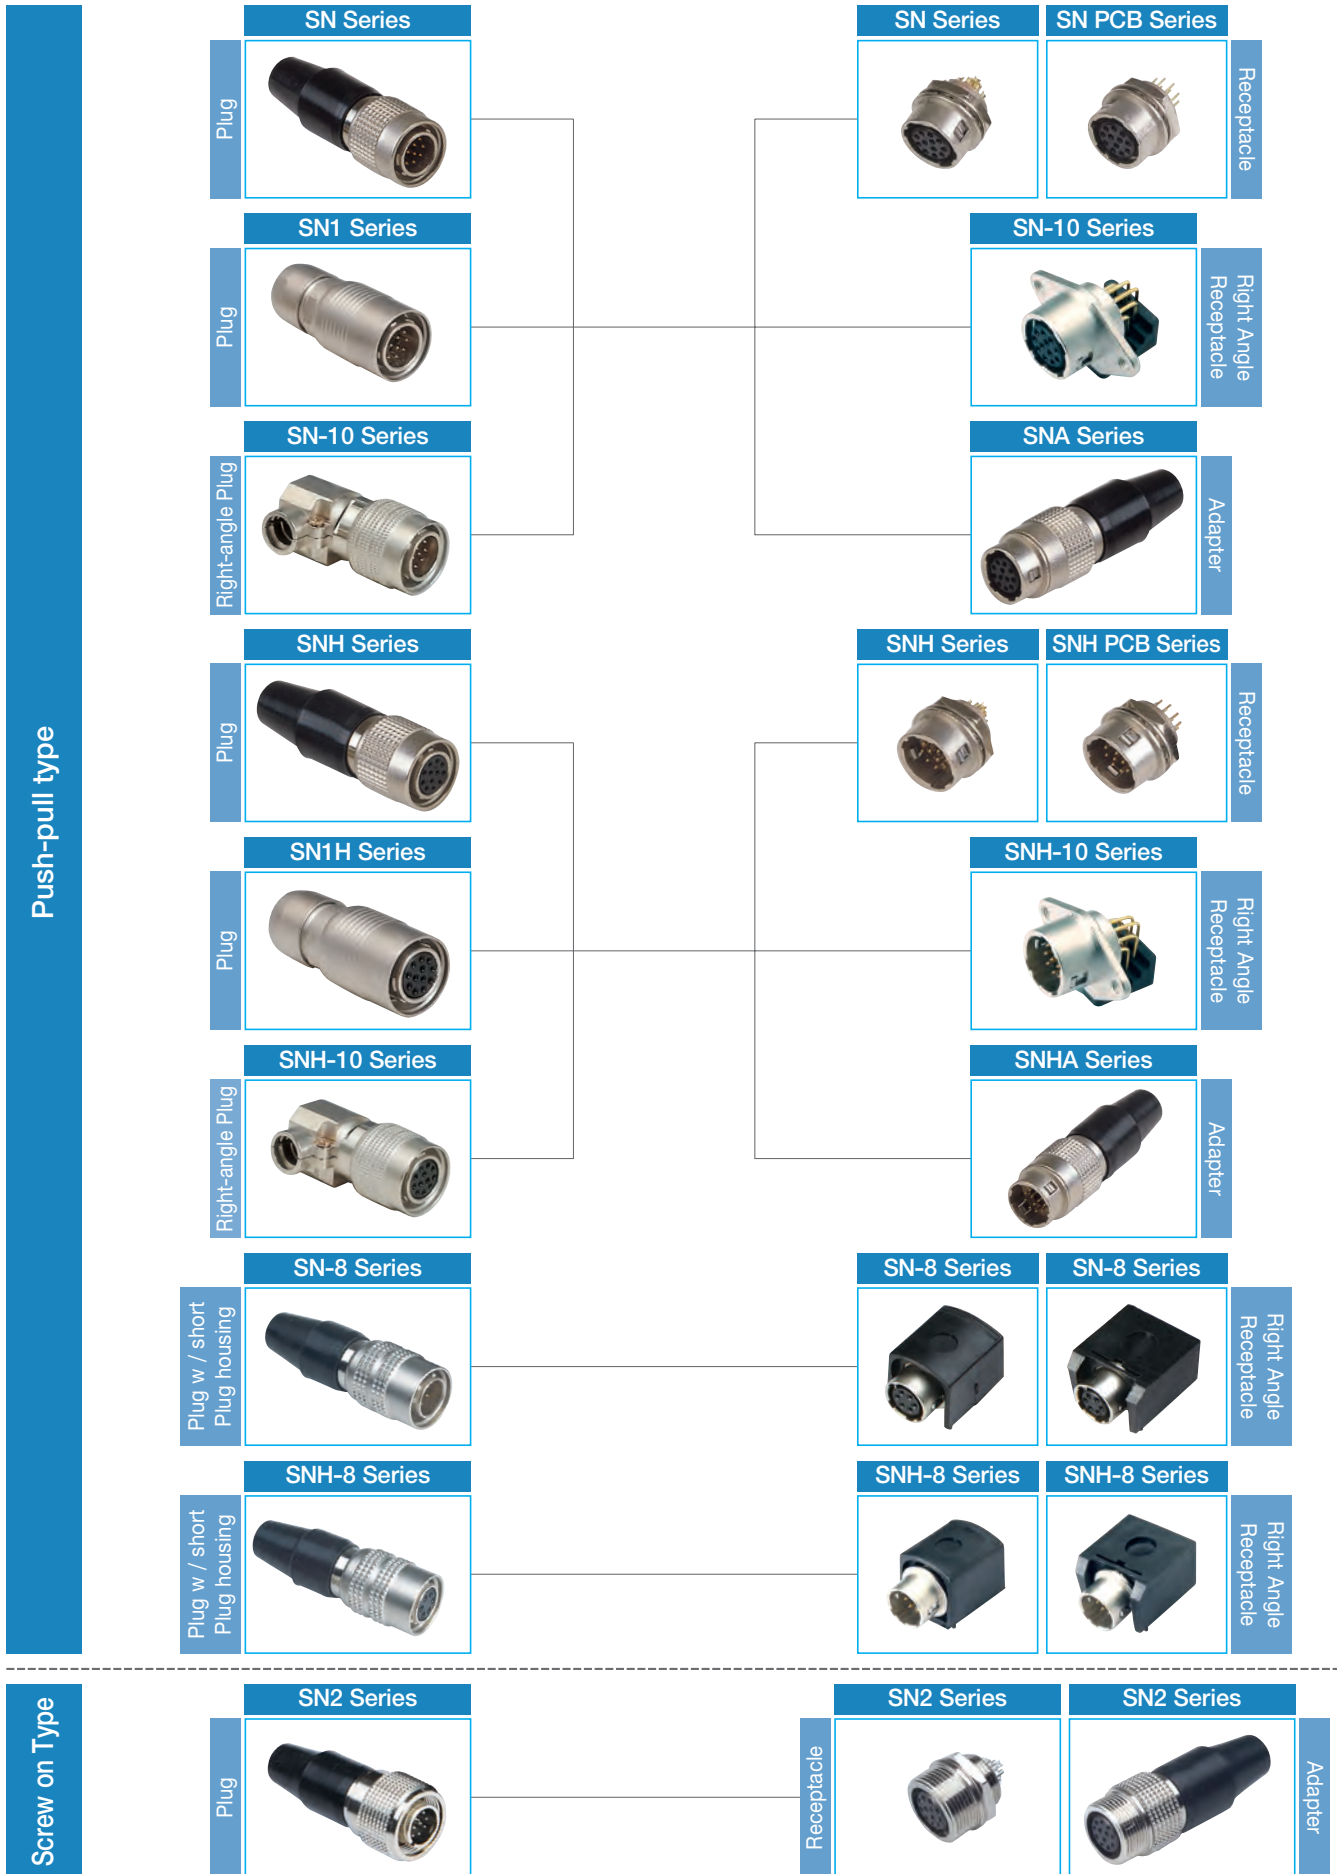 Push-pull type
SN Series
Plug
SN Series
SN PCB Series
Receptacle
SN1 Series
Plug
SN-10 Series
Right Angle
Receptacle
SN-10 Series
Right-angle Plug
SNA Series
Adapter
SNH Series
Plug
SNH Series
SNH PCB Series
Receptacle
SN1H Series
Plug
SNH-10 Series
Right Angle
Receptacle
SNH-10 Series
Right-angle Plug
SNHA Series
Adapter
SN-8 Series
Plug w / short
Plug housing
SN-8 Series
SN-8 Series
Right Angle
Receptacle
SNH-8 Series
Plug w / short
Plug housing
SNH-8 Series
SNH-8 Series
Right Angle
Receptacle
Screw on Type
SN2 Series
Plug
SN2 Series
Receptacle
SN2 Series
Adapter